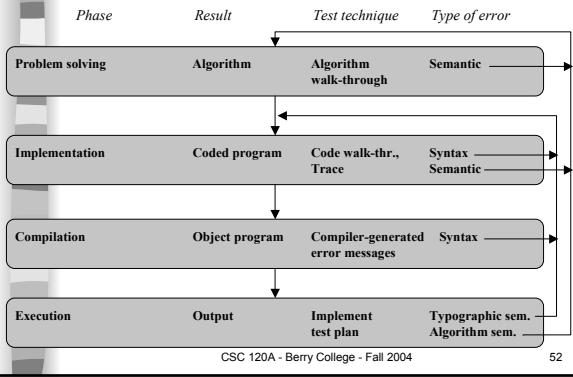 Phase Result Test technique Type of error
Problem solving Algorithm Algorithm Semantic
walk-through
Implementation Coded program Code walk-thr., Syntax
Trace Semantic
Compilation Object program Compiler-generated Syntax
error messages
Execution Output Implement Typographic sem.
test plan Algorithm sem.
CSC 120A - Berry College - Fall 2004 52